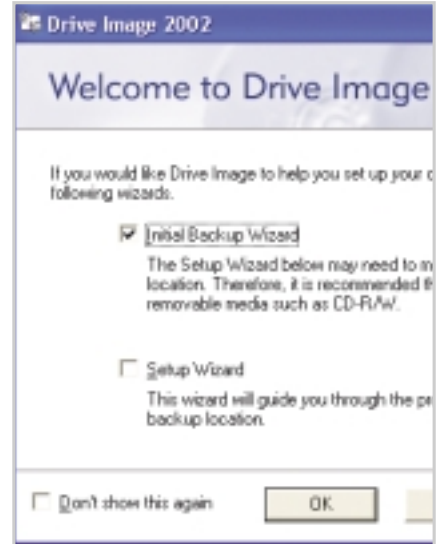 Drive Image 2002
Welcome to Drive Image
If you would like Drive Image to help you set up your
following wizards.
Initial Backup Wizard
The Setup Wizard below may need to
location. Therefore, it is recommended
removable media such as CD-R/W.
Setup Wizard
This wizard will guide you through the
backup location.
Don't show this again
OK